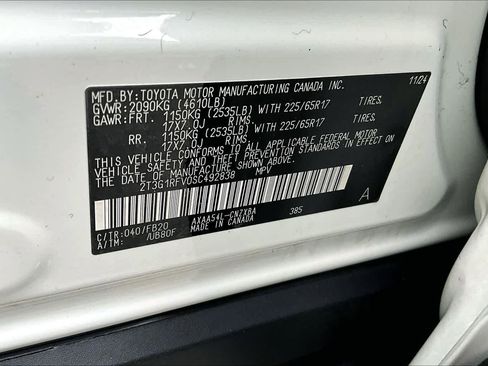 MFD.BY: TOYOTA MOTOR MANUFACTURING CANADA INC. 11/24
GVWR: 2090KG (4610LB)
GAWR: FRT. 1150KG (2535LB) WITH 225/65R17 TIRES,
17X7.0J RIMS,
RR. 1150KG (2535LB) WITH 225/65R17 TIRES,
17X7.0J RIMS,
THIS VEHICLE CONFORMS TO ALL APPLICABLE FEDERAL MOTOR
VEHICLE SAFETY, BUMPER, AND THEFT PREVENTION STANDARDS IN EFFECT ON
THE DATE OF MANUFACTURE SHOWN ABOVE.
2T3G1RFV0SC492838 MPV
A
C/TR: 040/FB20 AXAA54L-CNZXBA 385
A/TM: /UB80F MADE IN CANADA